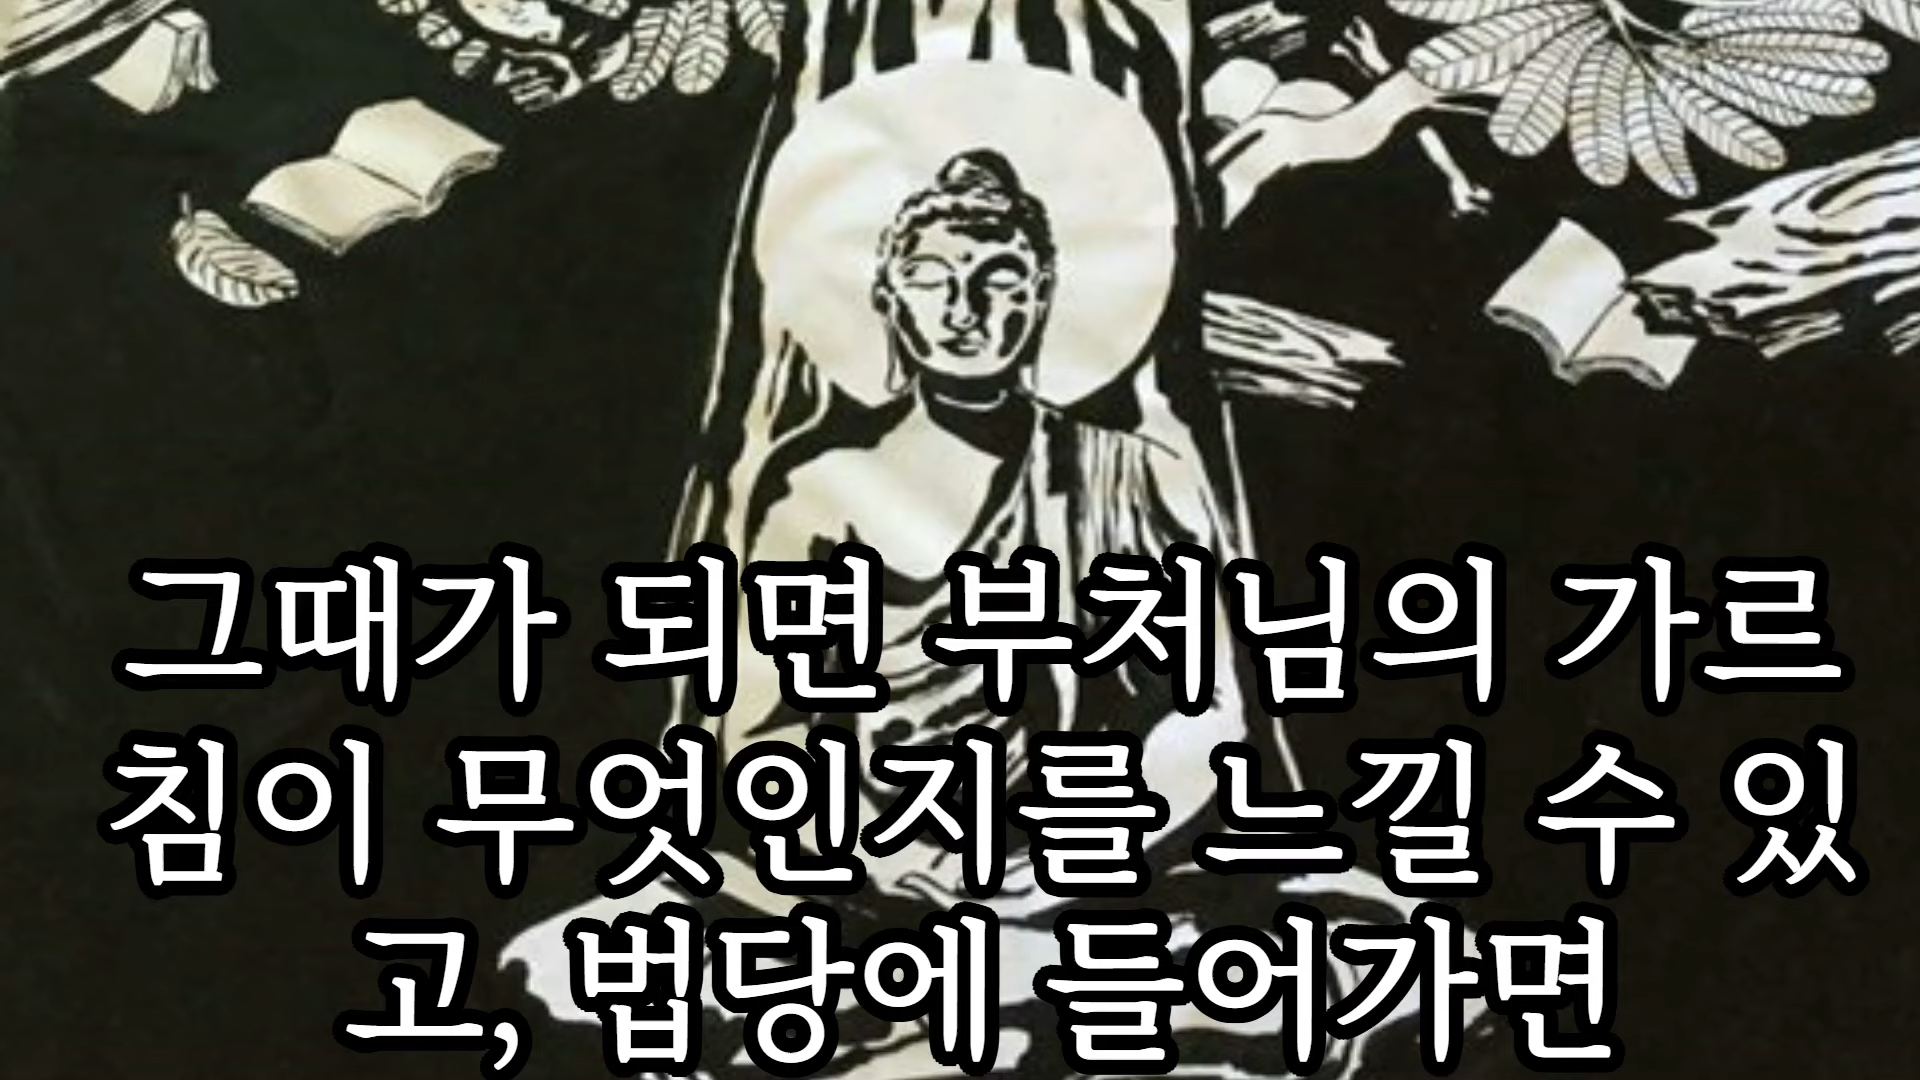 그때가 되면 부처님의 가르
침이 무엇인지를 느낄 수 있
고, 법당에 들어가면